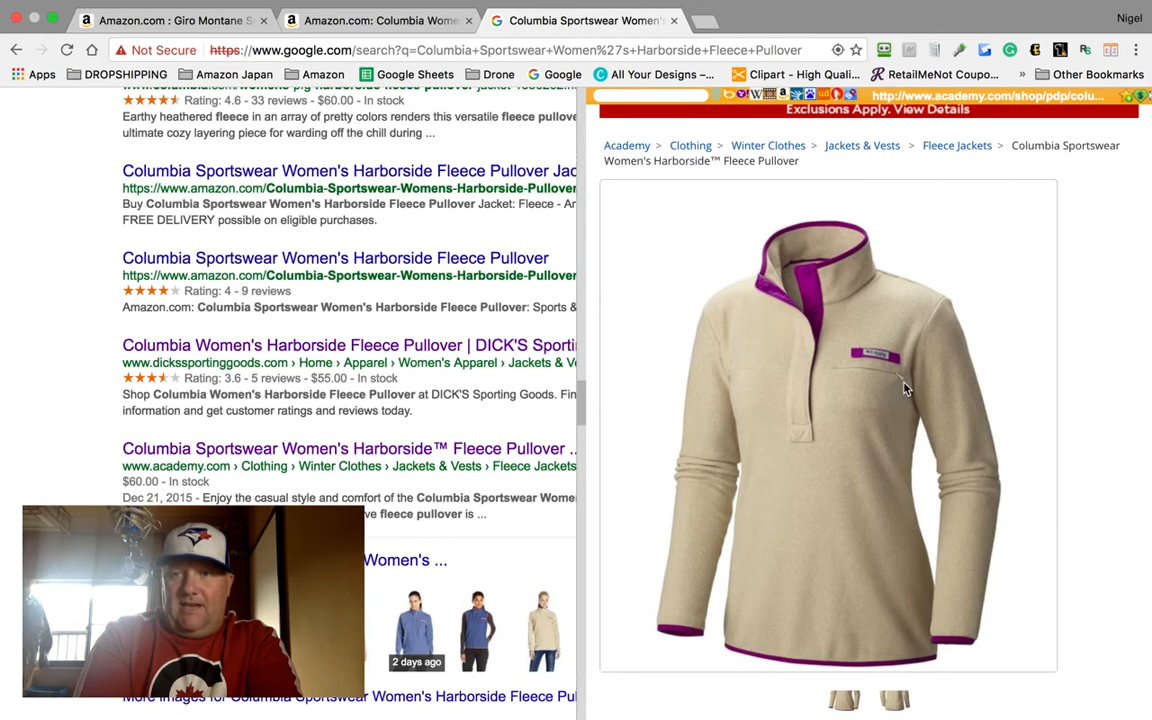 Amazon.com : Giro Montane S
Amazon.com: Columbia Wome
Columbia Sportswear Women's
Nigel
Not Secure
https://www.google.com/search?q=Columbia+Sportswear+Women%27s+Harborside+Fleece+Pullover
Apps
DROPSHIPPING
Amazon Japan
Amazon
Google Sheets
Drone
Google
All Your Designs –...
Clipart - High Quali...
RetailMeNot Coupo...
»
Other Bookmarks
Rating: 4.6 - 33 reviews - $60.00 - In stock
Earthy heathered fleece in an array of pretty colors renders this versatile fleece pullove
ultimate cozy layering piece for warding off the chill during ...
Columbia Sportswear Women's Harborside Fleece Pullover Jac
https://www.amazon.com/Columbia-Sportswear-Womens-Harborside-Pullover
Buy Columbia Sportswear Women's Harborside Fleece Pullover Jacket: Fleece - Am
FREE DELIVERY possible on eligible purchases.
Columbia Sportswear Women's Harborside Fleece Pullover
https://www.amazon.com/Columbia-Sportswear-Womens-Harborside-Fleece
Rating: 4 - 9 reviews
Amazon.com: Columbia Sportswear Women's Harborside Fleece Pullover: Sports &
Columbia Women's Harborside Fleece Pullover | DICK'S Sporti
www.dickssportinggoods.com › Home › Apparel › Women's Apparel › Jackets & V
Rating: 3.6 - 5 reviews - $55.00 - In stock
Shop Columbia Women's Harborside Fleece Pullover at DICK'S Sporting Goods. Fin
information and get customer ratings and reviews today.
Columbia Sportswear Women's Harborside™ Fleece Pullover ...
www.academy.com › Clothing › Winter Clothes › Jackets & Vests › Fleece Jackets
$60.00 - In stock
Dec 21, 2015 - Enjoy the casual style and comfort of the Columbia Sportswear Wome
fleece pullover is ...
Women's ...
2 days ago
More images for Columbia Sportswear Women's Harborside Fleece Pul
http://www.academy.com/shop/pdp/colu...
Exclusions Apply. View Details
Academy > Clothing > Winter Clothes > Jackets & Vests > Fleece Jackets > Columbia Sportswear
Women's Harborside™ Fleece Pullover